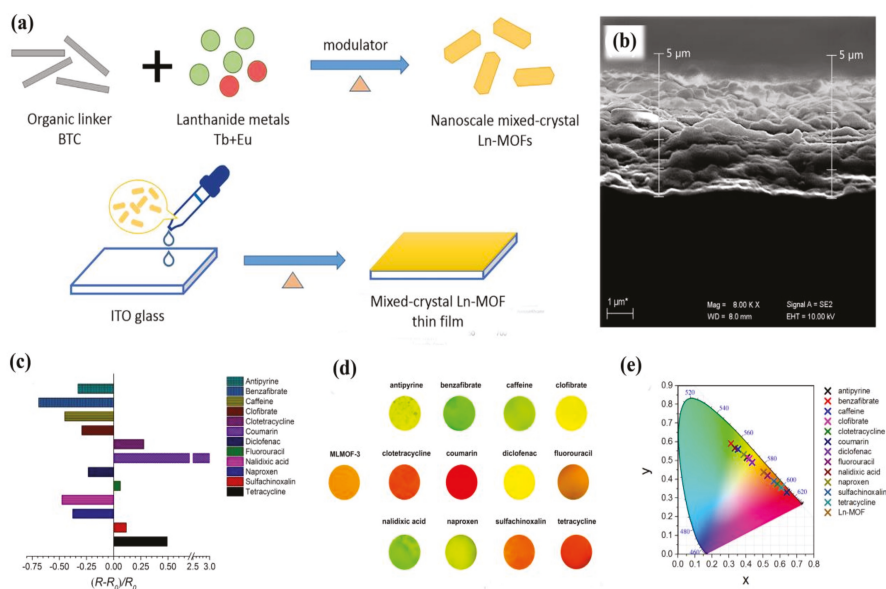 (a)
modulator
Organic linker
BTC
Lanthanide metals
Tb+Eu
Nanoscale mixed-crystal
Ln-MOFs
ITO glass
Mixed-crystal Ln-MOF
thin film
(b)
5 µm
5 µm
1 µm*
Mag = 8.00 K X
Signal A = SE2
WD = 8.0 mm
EHT = 10.00 kV
(c)
Antipyrine
Benzafibrate
Caffeine
Clofibrate
Clotetracycline
Coumarin
Diclofenac
Fluorouracil
Nalidixic acid
Naproxen
Sulfachinoxalin
Tetracycline
-0.75 -0.50 -0.25 0.00 0.25 0.50 2.5 3.0
(R-R0)/R0
(d)
antipyrine benzafibrate caffeine clofibrate
MLMOF-3 clotetracycline coumarin diclofenac fluorouracil
nalidixic acid naproxen sulfachinoxalin tetracycline
(e)
0.9
0.8
0.7
0.6
0.5
0.4
0.3
0.2
0.1
0.0
y
520
540
560
580
600
620
480
460
antipyrine
benzafibrate
caffeine
clofibrate
clotetracycline
coumarin
diclofenac
fluorouracil
nalidixic acid
naproxen
sulfachinoxalin
tetracycline
Ln-MOF
0.0 0.1 0.2 0.3 0.4 0.5 0.6 0.7 0.8
x